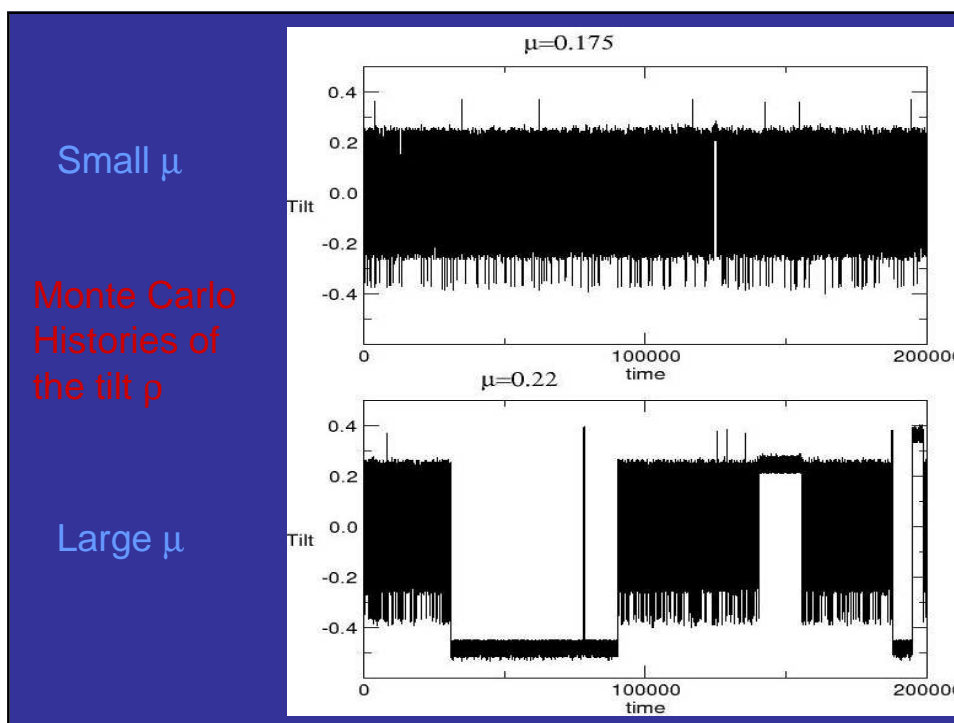 Small μ
Monte Carlo
Histories of
the tilt ρ
Large μ
μ=0.175
0.4
0.2
0.0
Tilt
-0.2
-0.4
0
100000
200000
time
μ=0.22
0.4
0.2
0.0
Tilt
-0.2
-0.4
0
100000
200000
time